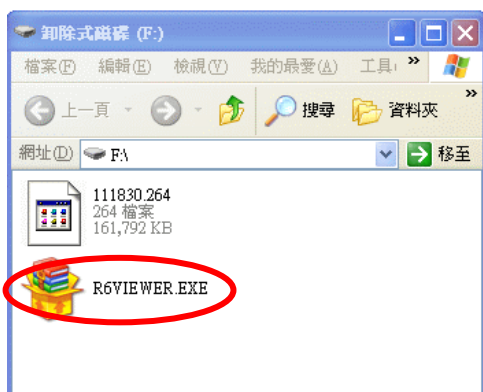 卸除式磁碟 (F:)
檔案(F) 編輯(E) 檢視(V) 我的最愛(A) 工具 »
上一頁 搜尋 資料夾 »
網址(D) F:\ 移至
111830.264
264 檔案
161,792 KB
R6VIEWER.EXE